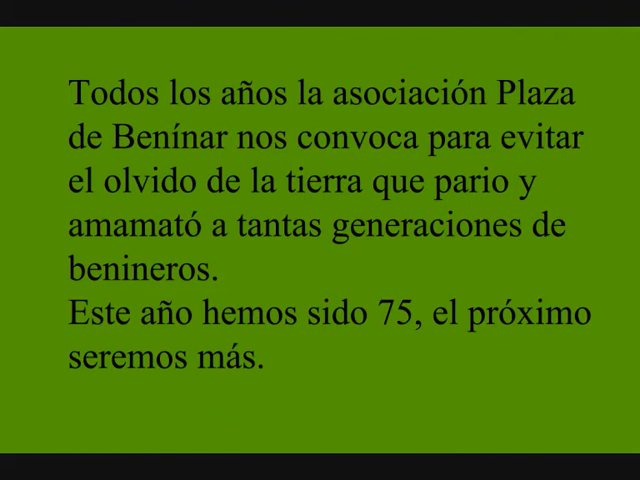 Todos los años la asociación Plaza
de Benínar nos convoca para evitar
el olvido de la tierra que pario y
amamató a tantas generaciones de
benineros.
Este año hemos sido 75, el próximo
seremos más.